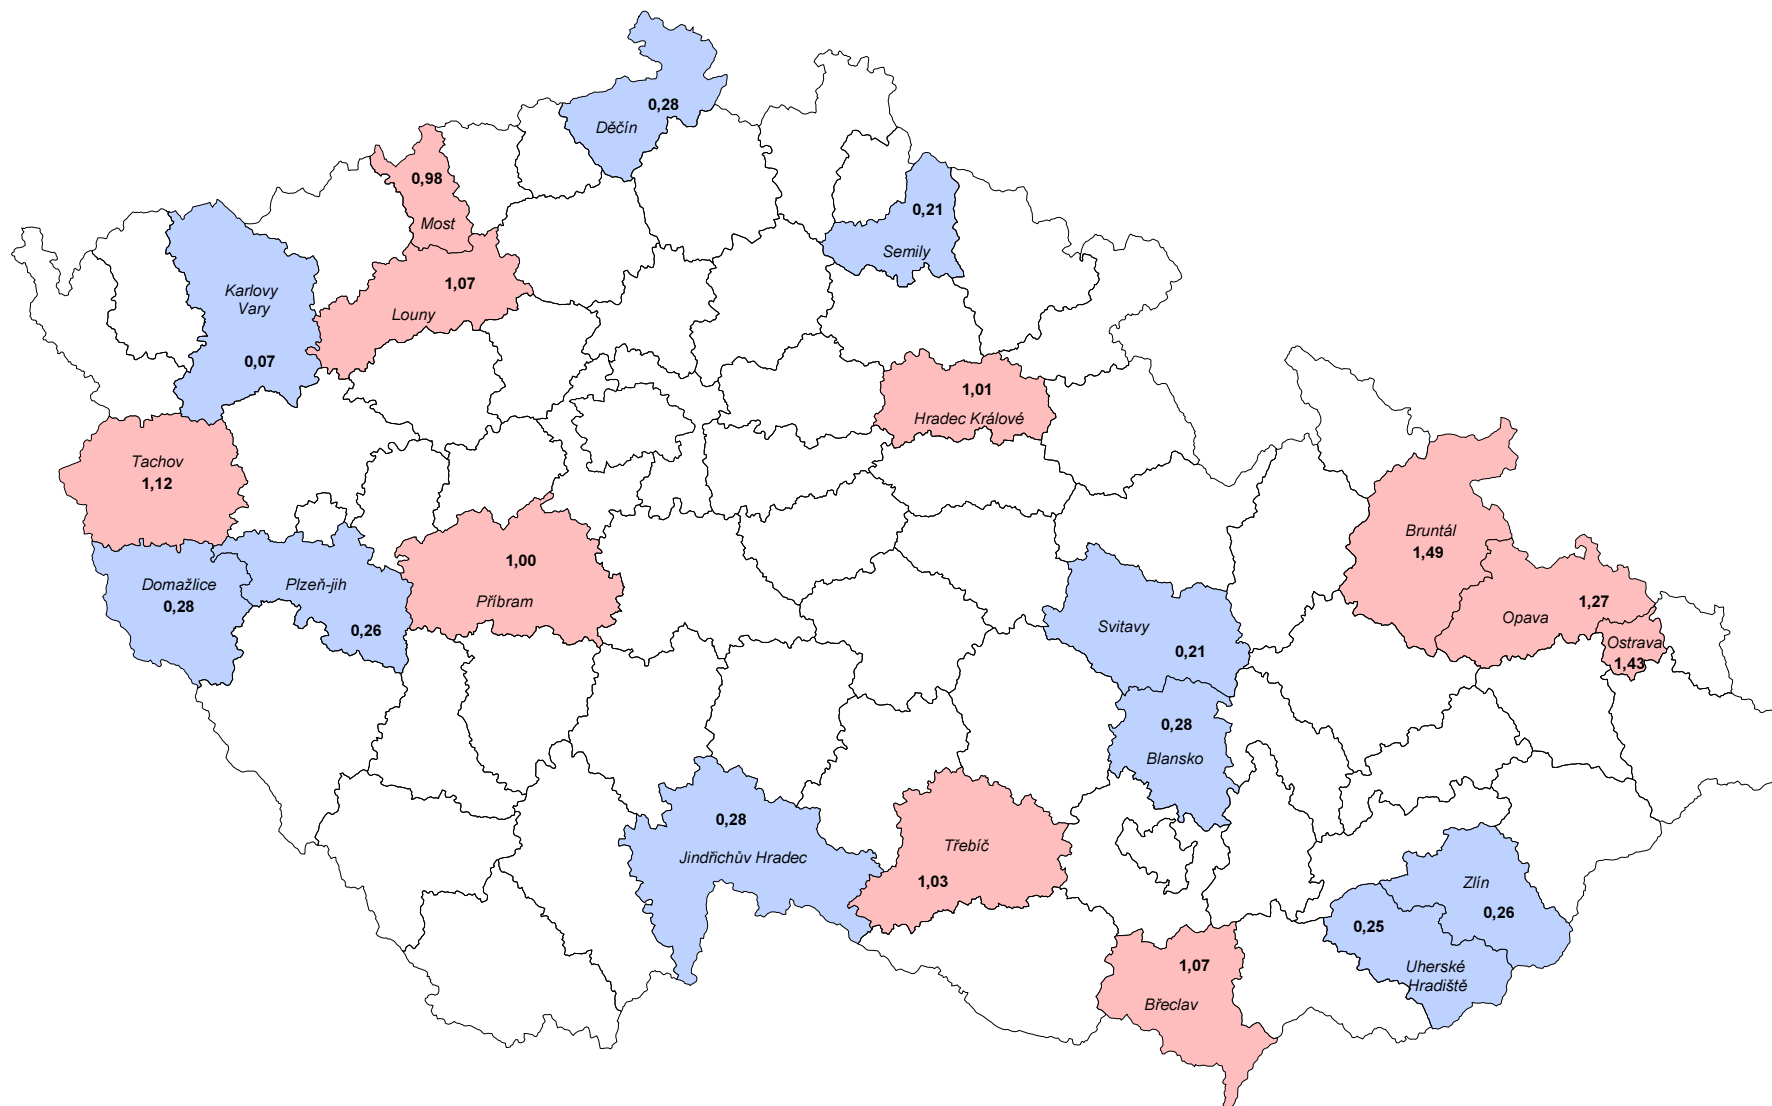 0,28
Děčín
0,98
Most
0,21
Semily
1,07
Louny
Karlovy
Vary
0,07
1,01
Hradec Králové
Tachov
1,12
Bruntál
1,49
1,00
Příbram
Domažlice
0,28
Plzeň-jih
0,26
1,27
Opava
Ostrava
1,43
Svitavy
0,21
0,28
Blansko
0,28
Jindřichův Hradec
Třebíč
1,03
Zlín
0,26
0,25
Uherské
Hradiště
1,07
Břeclav